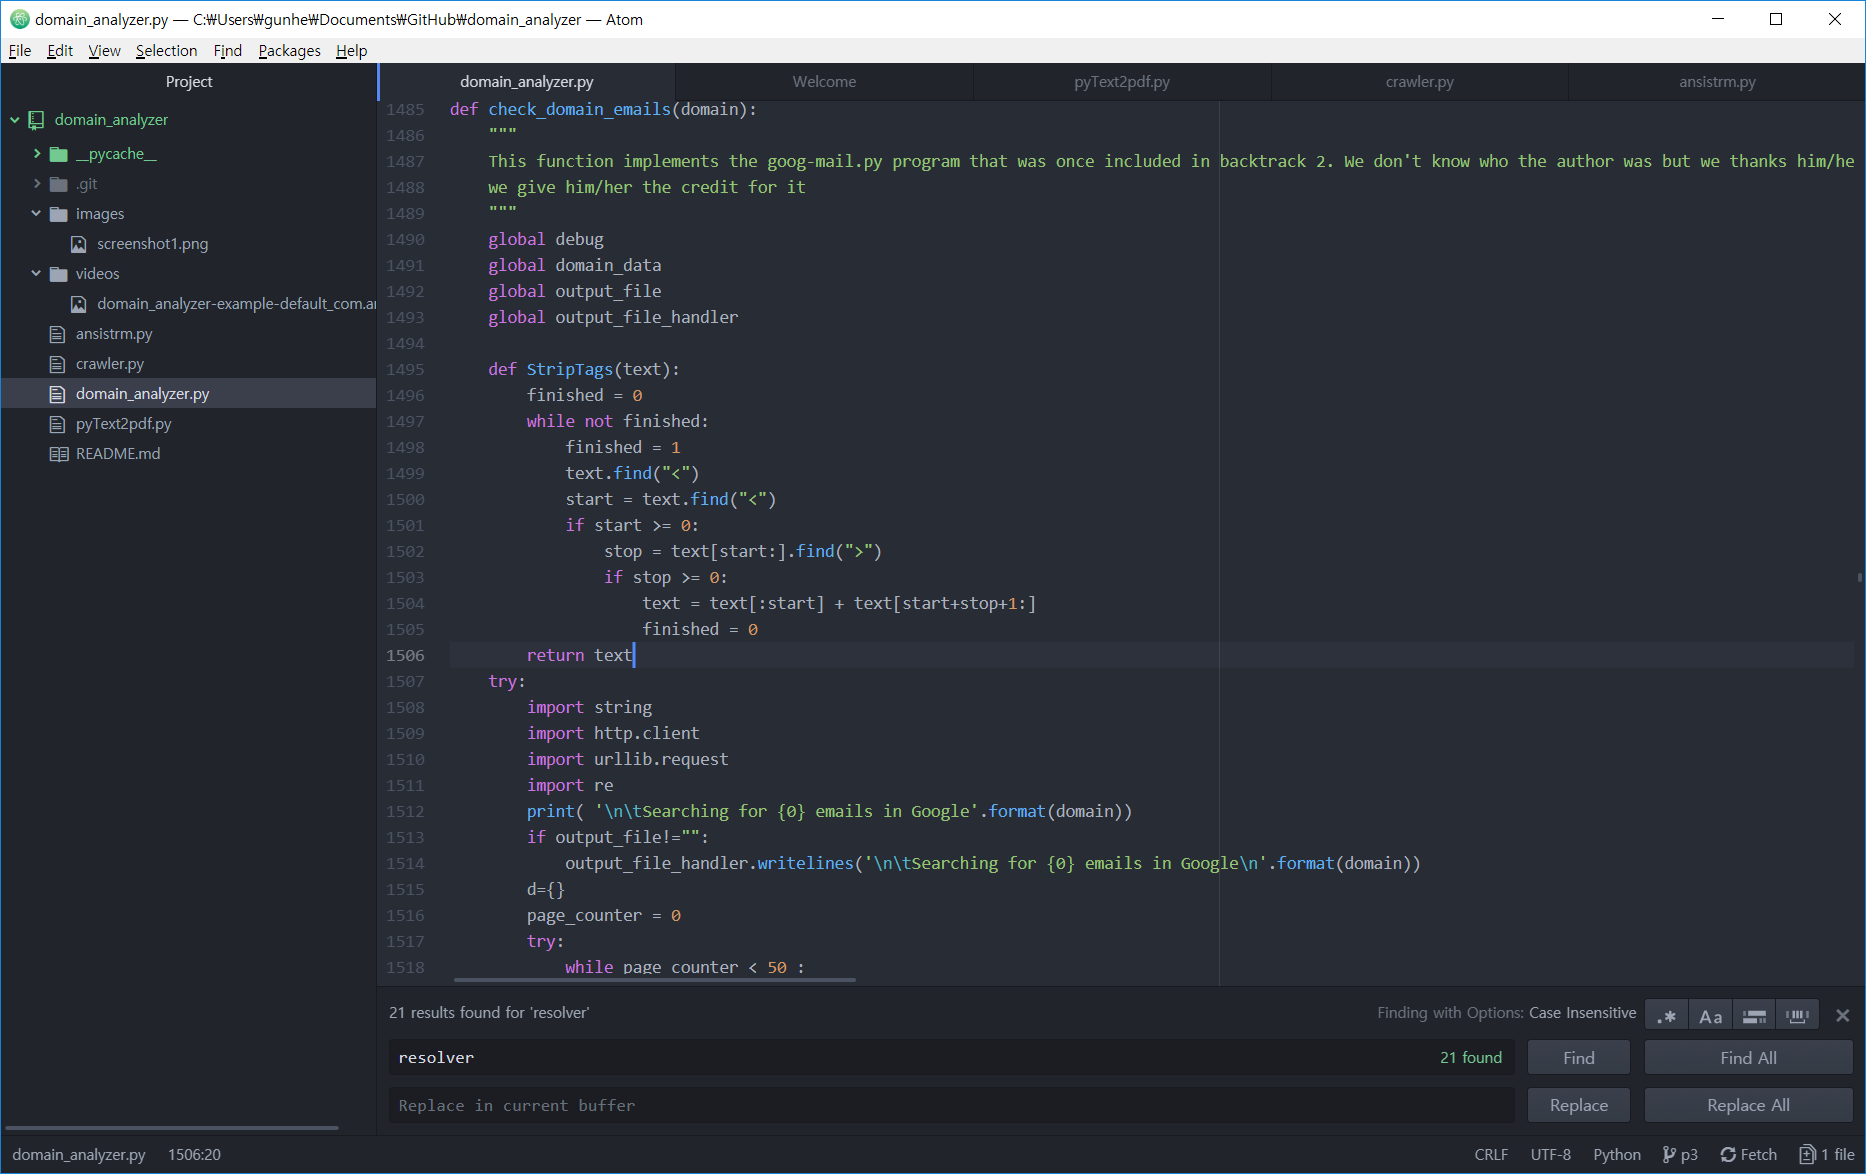 domain_analyzer.py — C:₩Users₩gunhe₩Documents₩GitHub₩domain_analyzer — Atom
File Edit View Selection Find Packages Help
Project
domain_analyzer
__pycache__
.git
images
screenshot1.png
videos
domain_analyzer-example-default_com.ar
ansistrm.py
crawler.py
domain_analyzer.py
pyText2pdf.py
README.md
domain_analyzer.py Welcome pyText2pdf.py crawler.py ansistrm.py
1485 def check_domain_emails(domain):
1486     """
1487     This function implements the goog-mail.py program that was once included in backtrack 2. We don't know who the author was but we thanks him/he
1488     we give him/her the credit for it
1489     """
1490     global debug
1491     global domain_data
1492     global output_file
1493     global output_file_handler
1494
1495     def StripTags(text):
1496         finished = 0
1497         while not finished:
1498             finished = 1
1499             text.find("<")
1500             start = text.find("<")
1501             if start >= 0:
1502                 stop = text[start:].find(">")
1503                 if stop >= 0:
1504                     text = text[:start] + text[start+stop+1:]
1505                     finished = 0
1506         return text
1507     try:
1508         import string
1509         import http.client
1510         import urllib.request
1511         import re
1512         print( '\n\tSearching for {0} emails in Google'.format(domain))
1513         if output_file!="":
1514             output_file_handler.writelines('\n\tSearching for {0} emails in Google\n'.format(domain))
1515         d={}
1516         page_counter = 0
1517         try:
1518             while page_counter < 50 :
21 results found for 'resolver' Finding with Options: Case Insensitive .* Aa
resolver 21 found Find Find All
Replace in current buffer Replace Replace All
domain_analyzer.py 1506:20 CRLF UTF-8 Python p3 Fetch 1 file